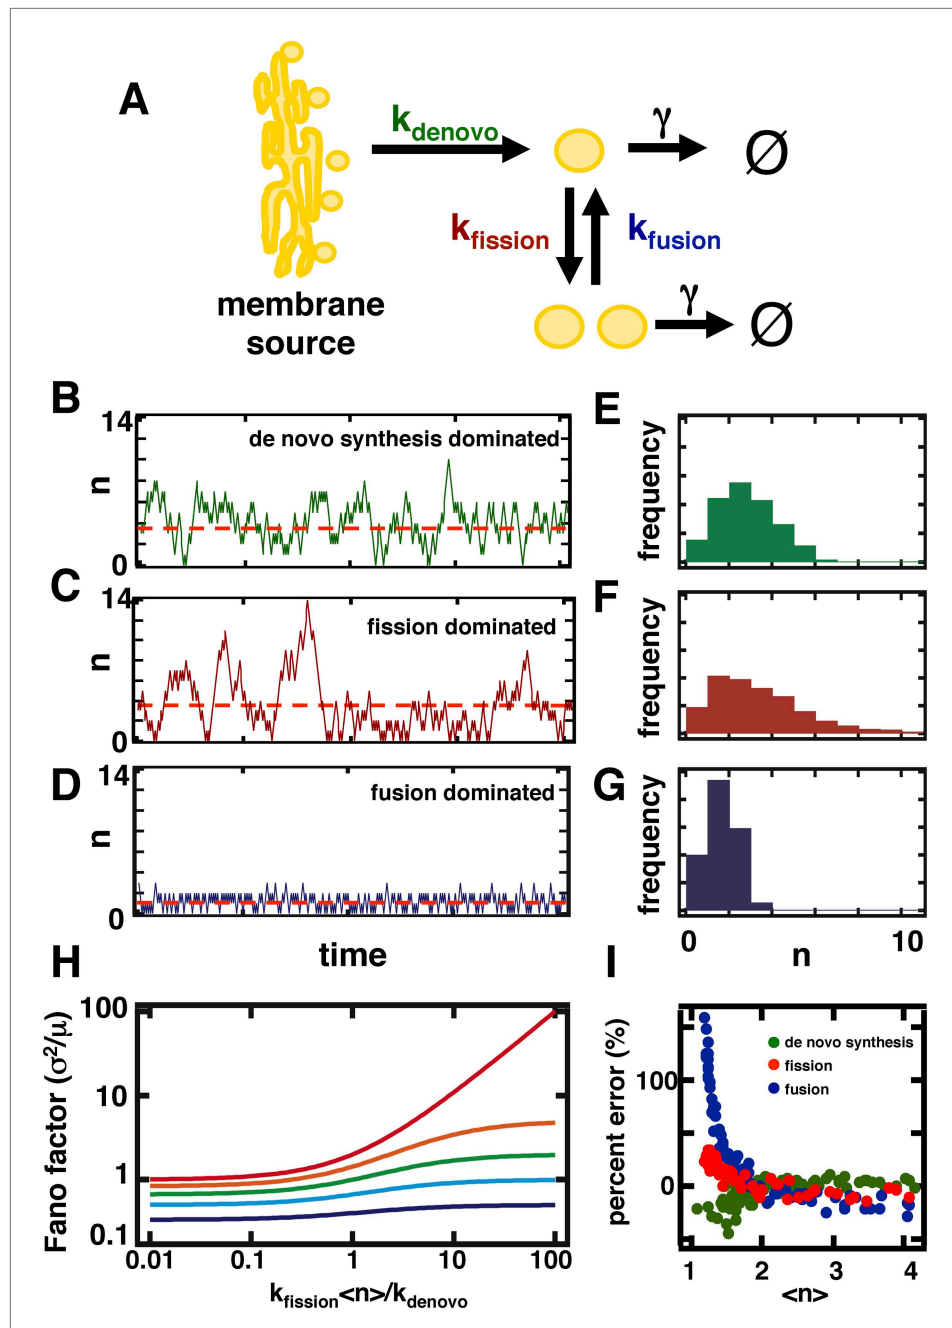 A
k_denovo
γ
Ø
k_fission
k_fusion
γ
Ø
membrane
source
B
14
n
0
de novo synthesis dominated
E
frequency
C
14
n
0
fission dominated
F
frequency
D
14
n
0
fusion dominated
G
frequency
time
0
n
10
H
Fano factor (σ²/μ)
100
10
1
0.1
0.01
0.1
1
10
100
k_fission<n>/k_denovo
I
percent error (%)
100
0
de novo synthesis
fission
fusion
1
2
3
4
<n>